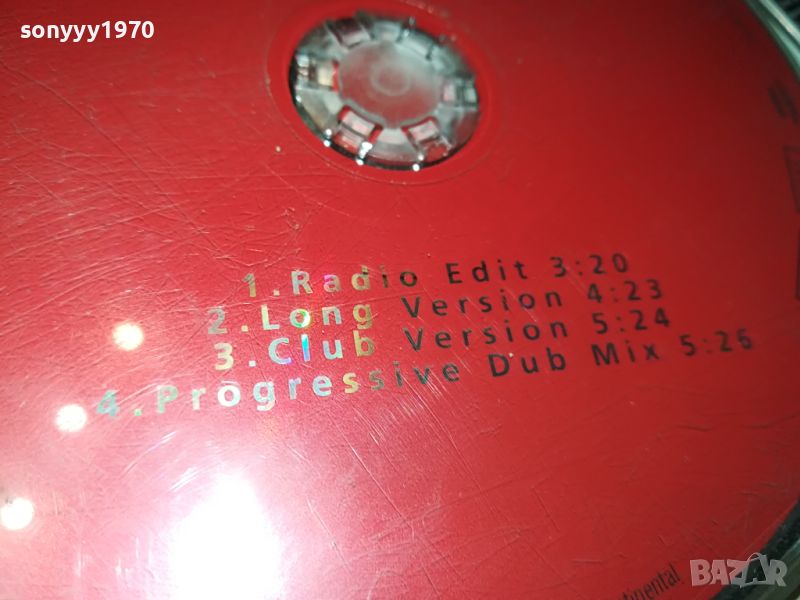 sonyyy1970
1.Radio Edit 3:20
2.Long Version 4:23
3.Club Version 5:24
4.Progressive Dub Mix 5:26
BAZAR